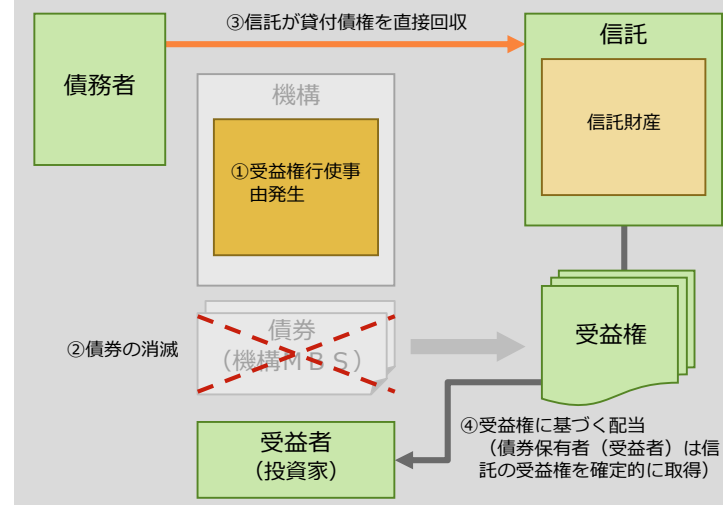 ③信託が貸付債権を直接回収
債務者
機構
信託
信託財産
①受益権行使事
由発生
②債券の消滅
債券
（機構ＭＢＳ）
受益権
受益者
（投資家）
④受益権に基づく配当
（債券保有者（受益者）は信
託の受益権を確定的に取得）